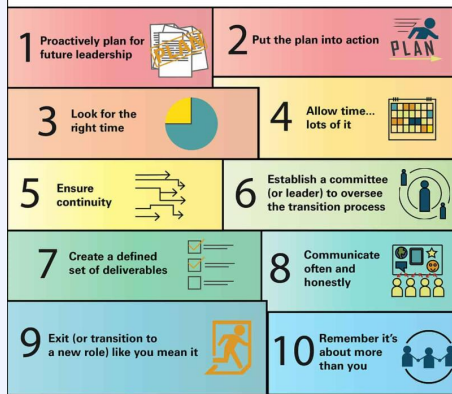 1 Proactively plan for
future leadership
PLAN
2 Put the plan into action
PLAN
3 Look for the
right time
4 Allow time...
lots of it
5 Ensure
continuity
6 Establish a committee
(or leader) to oversee
the transition process
7 Create a defined
set of deliverables
8 Communicate
often and
honestly
9 Exit (or transition to
a new role) like you mean it
10 Remember it's
about more
than you